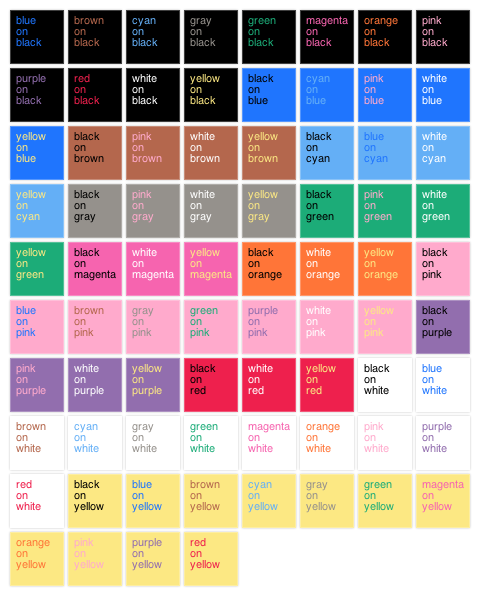 blue
on
black
brown
on
black
cyan
on
black
gray
on
black
green
on
black
magenta
on
black
orange
on
black
pink
on
black
purple
on
black
red
on
black
white
on
black
yellow
on
black
black
on
blue
cyan
on
blue
pink
on
blue
white
on
blue
yellow
on
blue
black
on
brown
pink
on
brown
white
on
brown
yellow
on
brown
black
on
cyan
blue
on
cyan
white
on
cyan
yellow
on
cyan
black
on
gray
pink
on
gray
white
on
gray
yellow
on
gray
black
on
green
pink
on
green
white
on
green
yellow
on
green
black
on
magenta
white
on
magenta
yellow
on
magenta
black
on
orange
white
on
orange
yellow
on
orange
black
on
pink
blue
on
pink
brown
on
pink
gray
on
pink
green
on
pink
purple
on
pink
white
on
pink
yellow
on
pink
black
on
purple
pink
on
purple
white
on
purple
yellow
on
purple
black
on
red
white
on
red
yellow
on
red
black
on
white
blue
on
white
brown
on
white
cyan
on
white
gray
on
white
green
on
white
magenta
on
white
orange
on
white
pink
on
white
purple
on
white
red
on
white
black
on
yellow
blue
on
yellow
brown
on
yellow
cyan
on
yellow
gray
on
yellow
green
on
yellow
magenta
on
yellow
orange
on
yellow
pink
on
yellow
purple
on
yellow
red
on
yellow